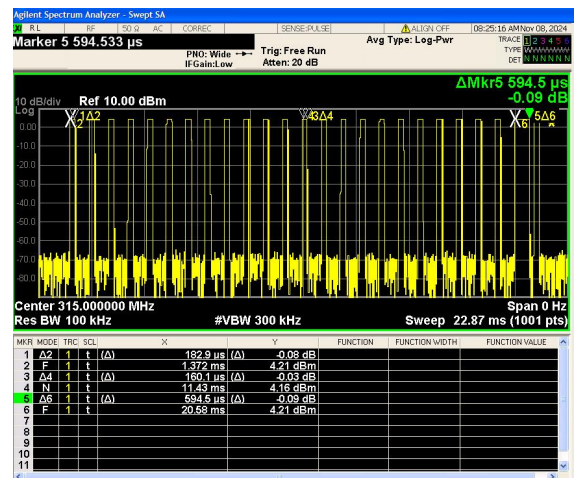 Agilent Spectrum Analyzer - Swept SA
RL RF 50 Ω AC CORREC SENSE:PULSE ALIGN OFF 08:25:16 AM Nov 08, 2024
Marker 5 594.533 µs
PNO: Wide Trig: Free Run Avg Type: Log-Pwr TRACE 1 2 3 4 5 6
IFGain:Low Atten: 20 dB TYPE
DET N N N N N N
ΔMkr5 594.5 µs
-0.09 dB
10 dB/div Ref 10.00 dBm
Log
1Δ2 3Δ4 5Δ6
2 6
0.00
-10.0
-20.0
-30.0
-40.0
-50.0
-60.0
-70.0
-80.0
Center 315.000000 MHz Span 0 Hz
Res BW 100 kHz #VBW 300 kHz Sweep 22.87 ms (1001 pts)
MKR MODE TRC SCL X Y FUNCTION FUNCTION WIDTH FUNCTION VALUE
1 Δ2 1 t (Δ) 182.9 µs (Δ) -0.08 dB
2 F 1 t 1.372 ms 4.21 dBm
3 Δ4 1 t (Δ) 160.1 µs (Δ) -0.03 dB
4 N 1 t 11.43 ms 4.16 dBm
5 Δ6 1 t (Δ) 594.5 µs (Δ) -0.09 dB
6 F 1 t 20.58 ms 4.21 dBm
7
8
9
10
11